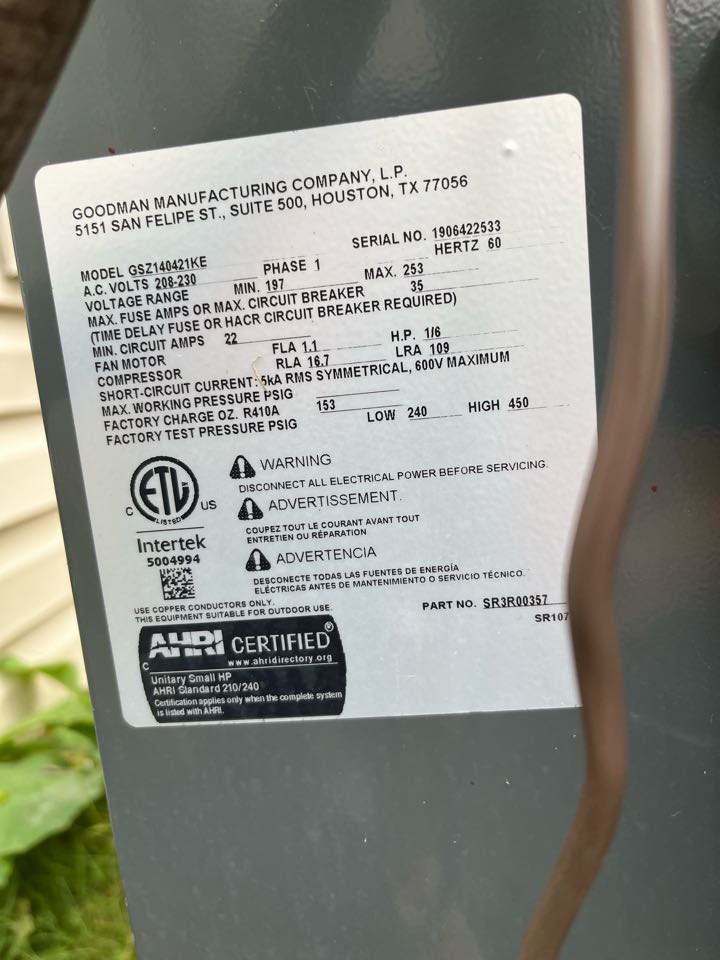 GOODMAN MANUFACTURING COMPANY, L.P.
5151 SAN FELIPE ST., SUITE 500, HOUSTON, TX 77056
MODEL GSZ140421KE SERIAL NO. 1906422533
A.C. VOLTS 208-230 PHASE 1 HERTZ 60
VOLTAGE RANGE MIN. 197 MAX. 253
MAX. FUSE AMPS OR MAX. CIRCUIT BREAKER 35
(TIME DELAY FUSE OR HACR CIRCUIT BREAKER REQUIRED)
MIN. CIRCUIT AMPS 22
FAN MOTOR FLA 1.1 H.P. 1/6
COMPRESSOR RLA 16.7 LRA 109
SHORT-CIRCUIT CURRENT: 5kA RMS SYMMETRICAL, 600V MAXIMUM
MAX. WORKING PRESSURE PSIG
FACTORY CHARGE OZ. R410A 153
FACTORY TEST PRESSURE PSIG LOW 240 HIGH 450
WARNING
DISCONNECT ALL ELECTRICAL POWER BEFORE SERVICING.
ADVERTISSEMENT.
COUPEZ TOUT LE COURANT AVANT TOUT
ENTRETIEN OU RÉPARATION
ADVERTENCIA
DESCONECTE TODAS LAS FUENTES DE ENERGÍA
ELÉCTRICAS ANTES DE MANTENIMIENTO O SERVICIO TÉCNICO.
C ETL US
LISTED
Intertek
5004994
USE COPPER CONDUCTORS ONLY.
THIS EQUIPMENT SUITABLE FOR OUTDOOR USE.
PART NO. SR3R00357
SR107
C AHRI CERTIFIED®
www.ahridirectory.org
Unitary Small HP
AHRI Standard 210/240
Certification applies only when the complete system
is listed with AHRI.